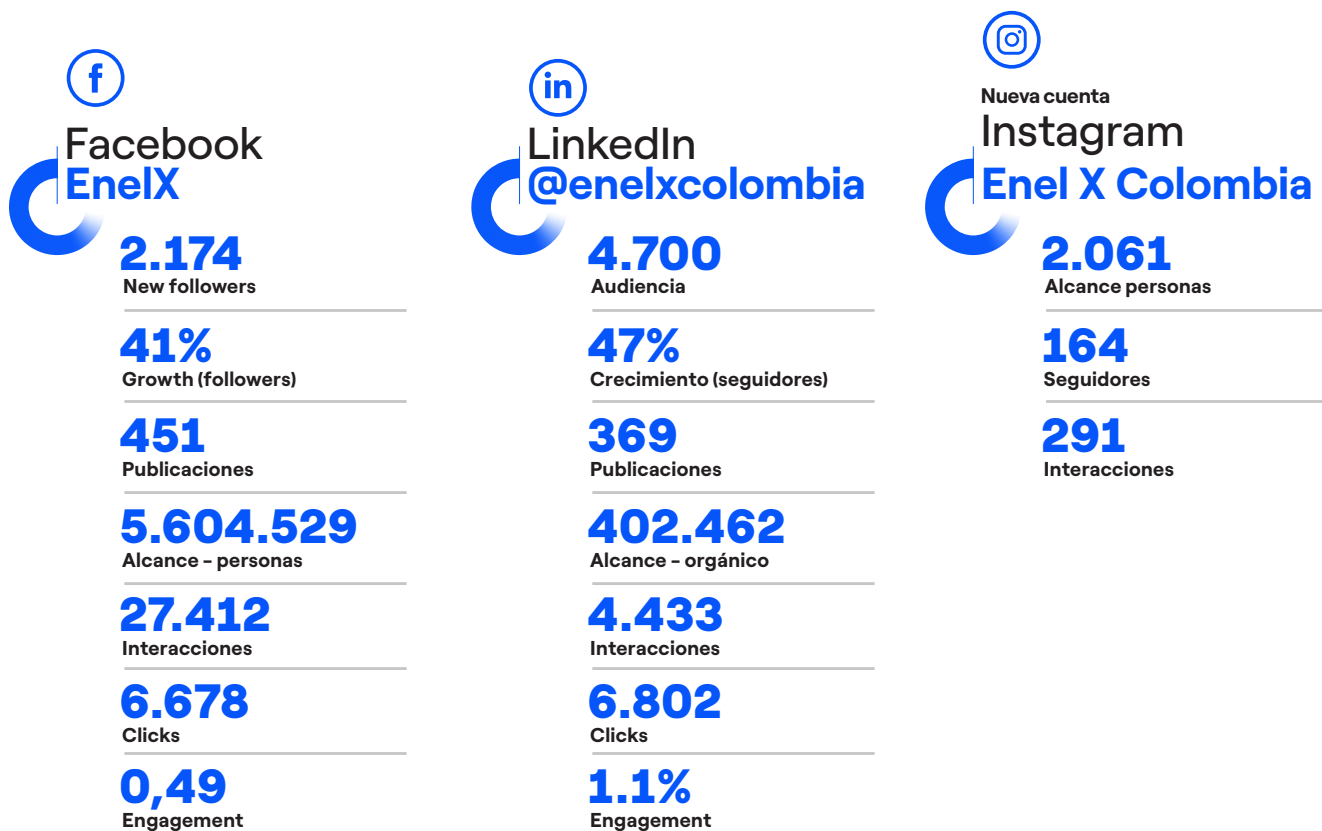 f
Facebook
EnelX
2.174
New followers
41%
Growth (followers)
451
Publicaciones
5.604.529
Alcance - personas
27.412
Interacciones
6.678
Clicks
0,49
Engagement
in
LinkedIn
@enelxcolombia
4.700
Audiencia
47%
Crecimiento (seguidores)
369
Publicaciones
402.462
Alcance - orgánico
4.433
Interacciones
6.802
Clicks
1.1%
Engagement
Nueva cuenta
Instagram
Enel X Colombia
2.061
Alcance personas
164
Seguidores
291
Interacciones